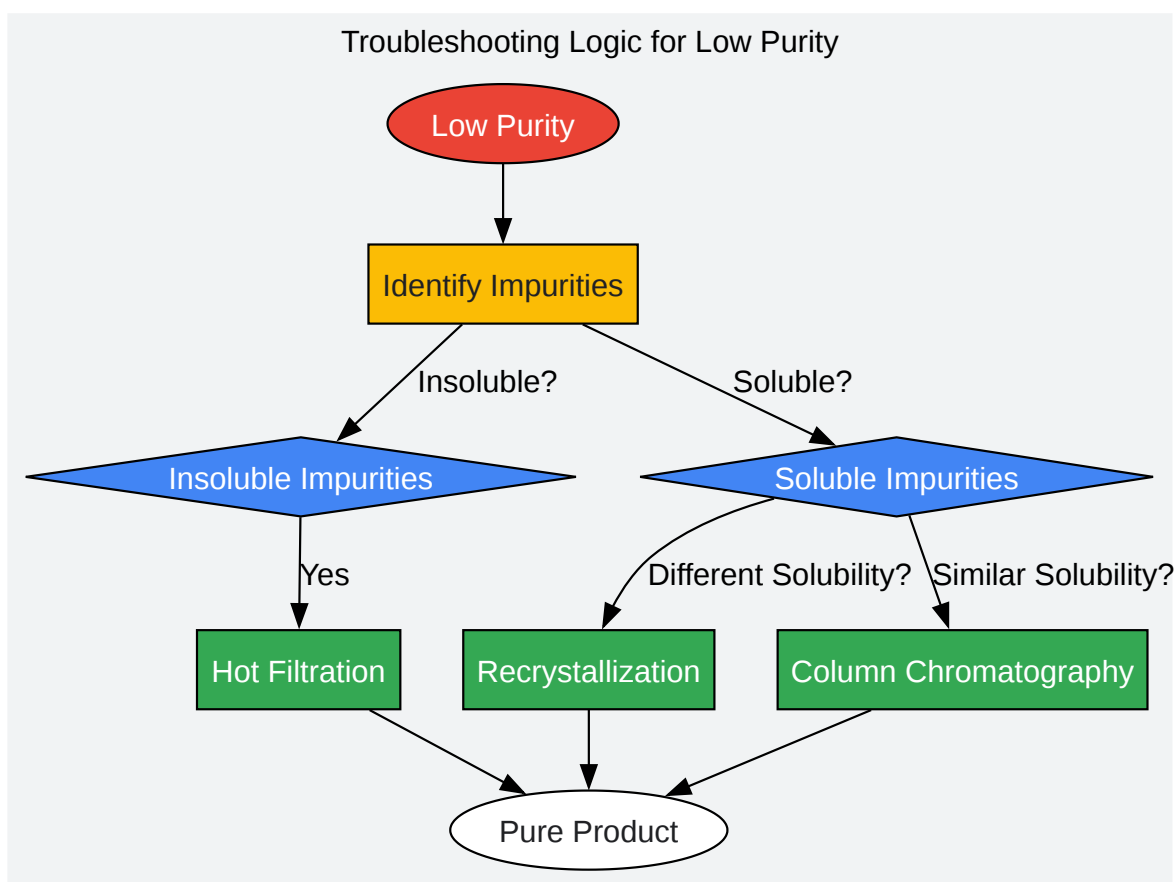 Troubleshooting Logic for Low Purity
Low Purity
Identify Impurities
Insoluble?
Soluble?
Insoluble Impurities
Soluble Impurities
Yes
Different Solubility?
Similar Solubility?
Hot Filtration
Recrystallization
Column Chromatography
Pure Product